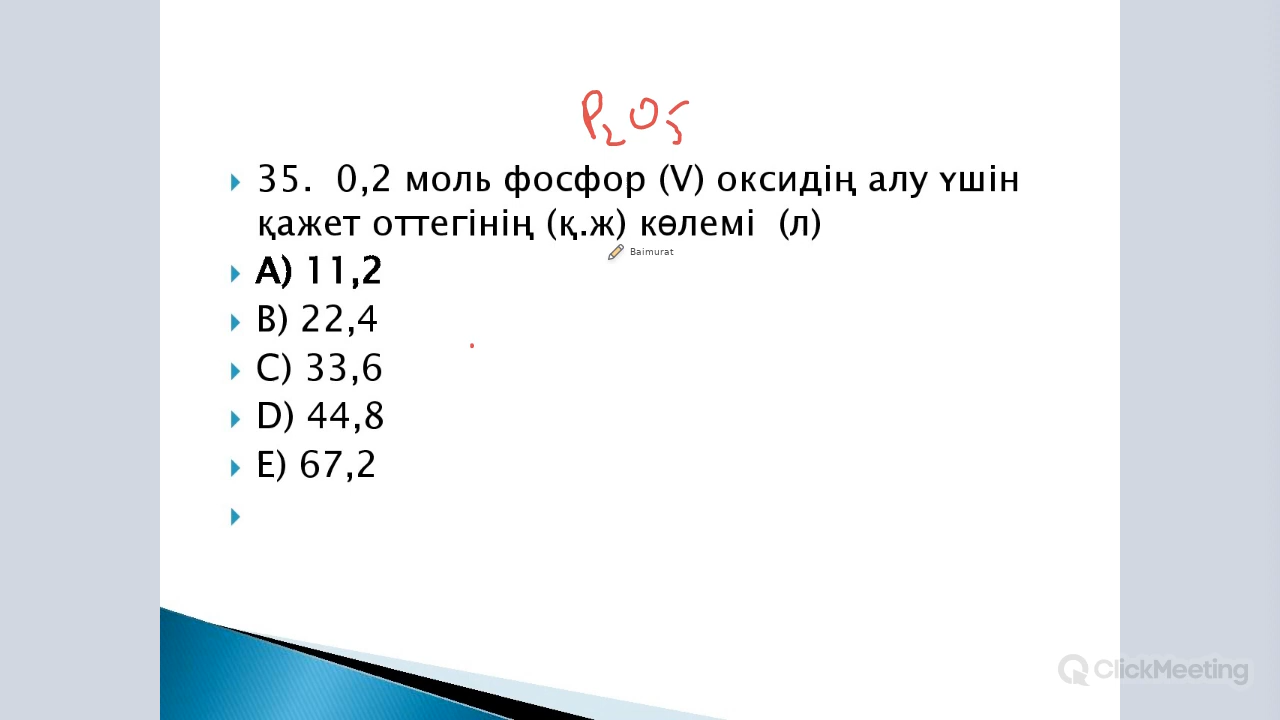 P₂O₅
35. 0,2 моль фосфор (V) оксидің алу үшін
қажет оттегінің (қ.ж) көлемі (л)
Baimurat
A) 11,2
B) 22,4
C) 33,6
D) 44,8
E) 67,2
ClickMeeting